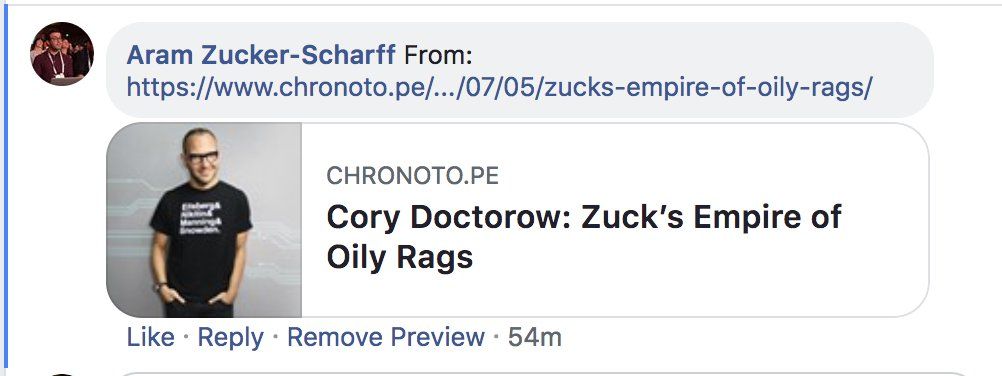 Aram Zucker-Scharff From:
https://www.chronoto.pe/.../07/05/zucks-empire-of-oily-rags/
Ellsberg&
Nikitin&
Manning&
Snowden.
CHRONOTO.PE
Cory Doctorow: Zuck’s Empire of
Oily Rags
Like · Reply · Remove Preview · 54m